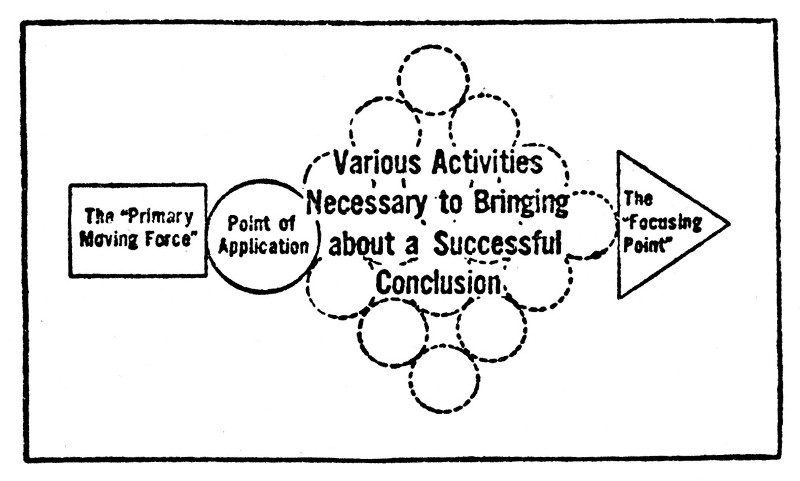 The "Primary
Moving Force"
Point of
Application
Various Activities
Necessary to Bringing
about a Successful
Conclusion
The
"Focusing
Point"